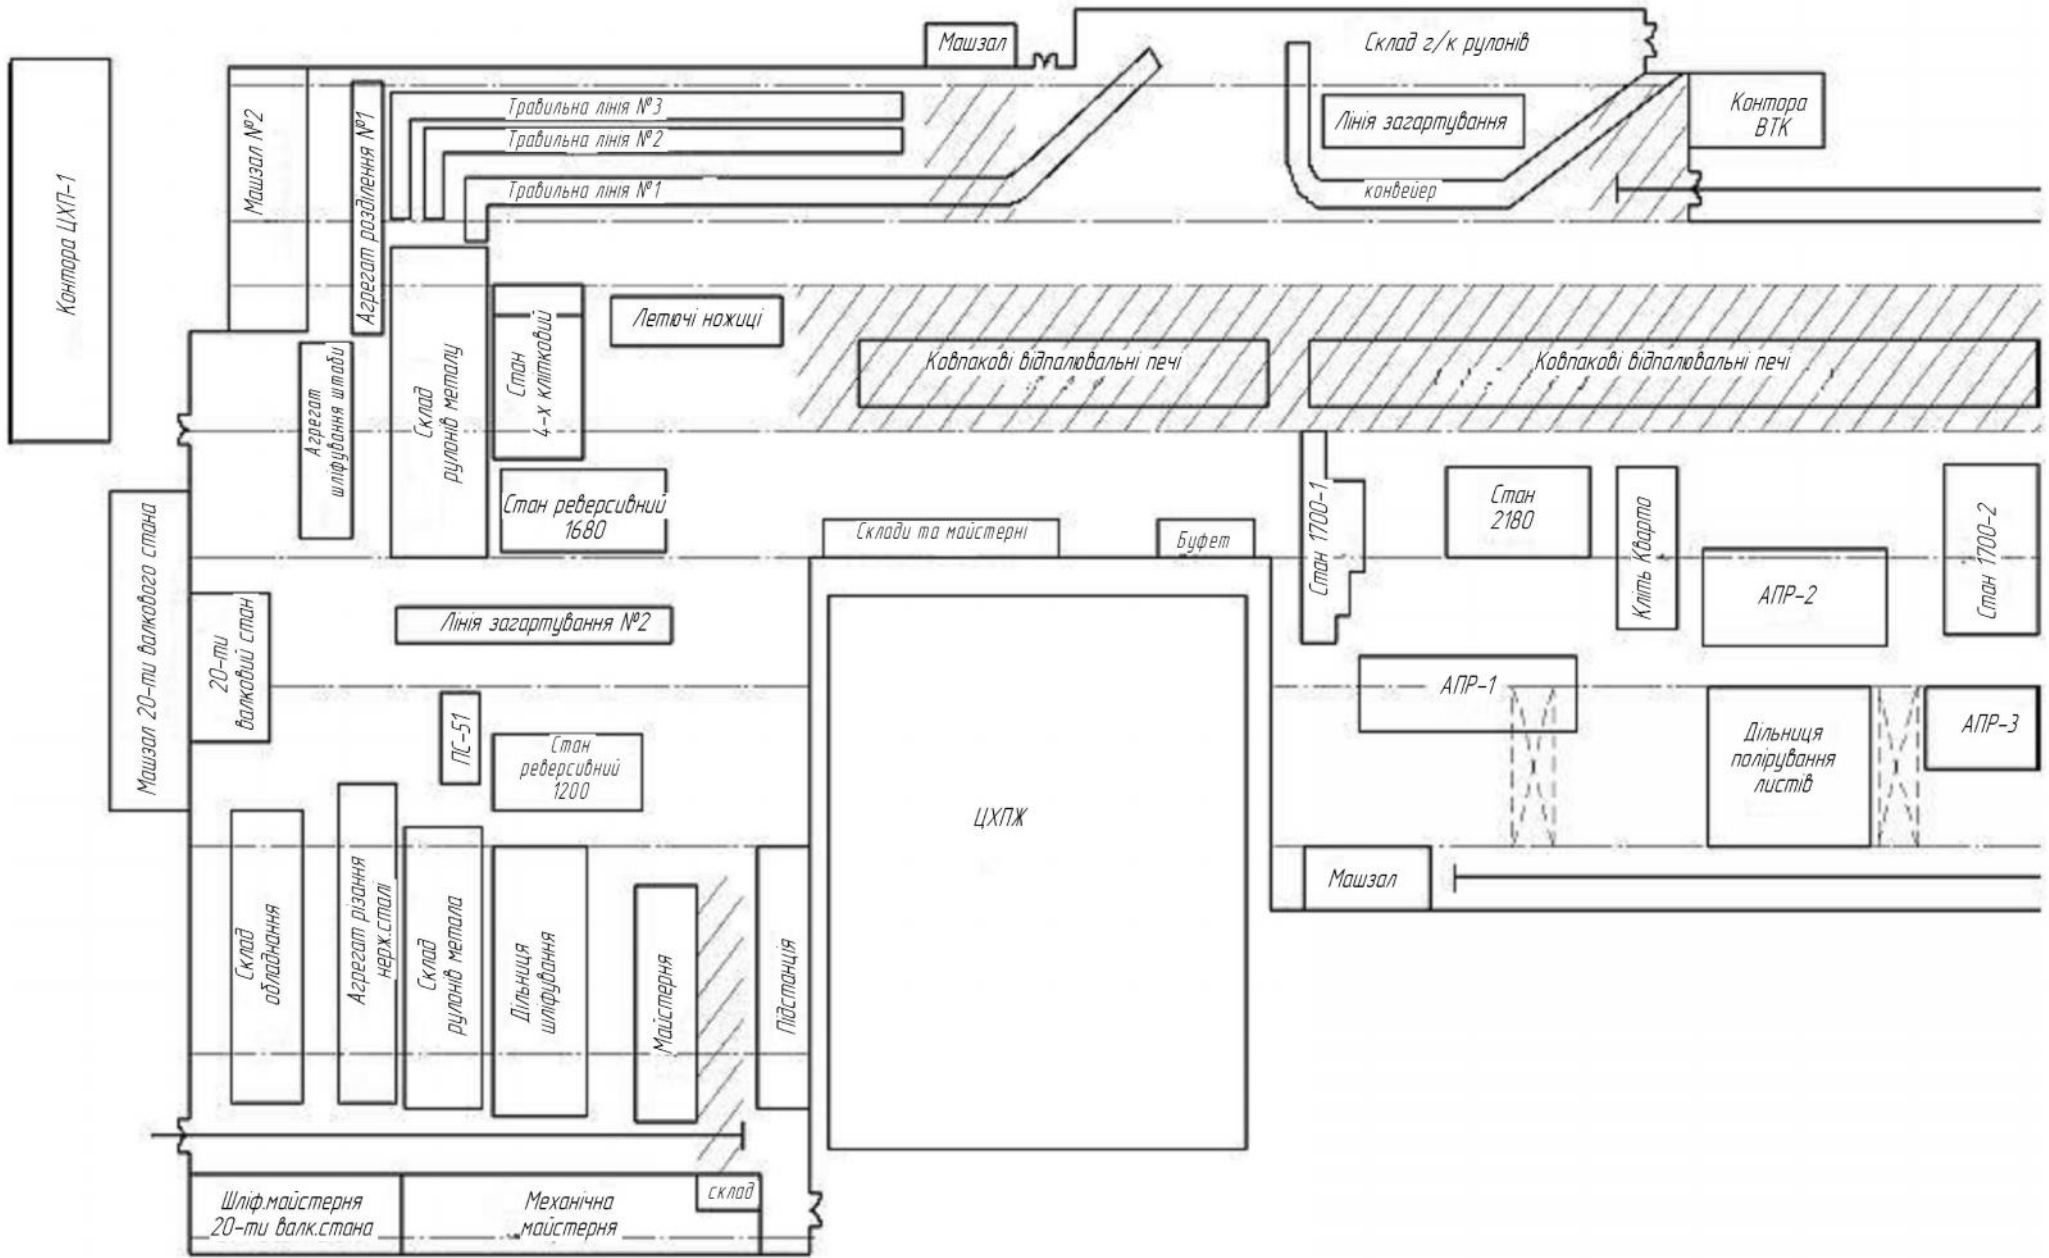 Машзал
Склад г/к рулонів
Контора ЦХП-1
Машзал №2
Агрегат розділення №1
Травильна лінія №3
Травильна лінія №2
Травильна лінія №1
Лінія загартування
конвейер
Контора
ВТК
Агрегат
шліфування штаби
Склад
рулонів металу
Стан
4-х клітковий
Летючі ножиці
Ковпакові відпалювальні печі
Ковпакові відпалювальні печі
Стан реверсивний
1680
Склади та майстерні
Буфет
Стан 1700-1
Стан
2180
Кліть Кварто
АПР-2
Стан 1700-2
Машзал 20-ти валкового стана
20-ти
валковий стан
Лінія загартування №2
ПС-51
Стан
реверсивний
1200
АПР-1
Дільниця
полірування
листів
АПР-3
ЦХПЖ
Машзал
Склад
обладнання
Агрегат різання
нерж.сталі
Склад
рулонів метала
Дільниця
шліфування
Майстерня
Підстанція
Шліф.майстерня
20-ти валк.стана
Механічна
майстерня
склад